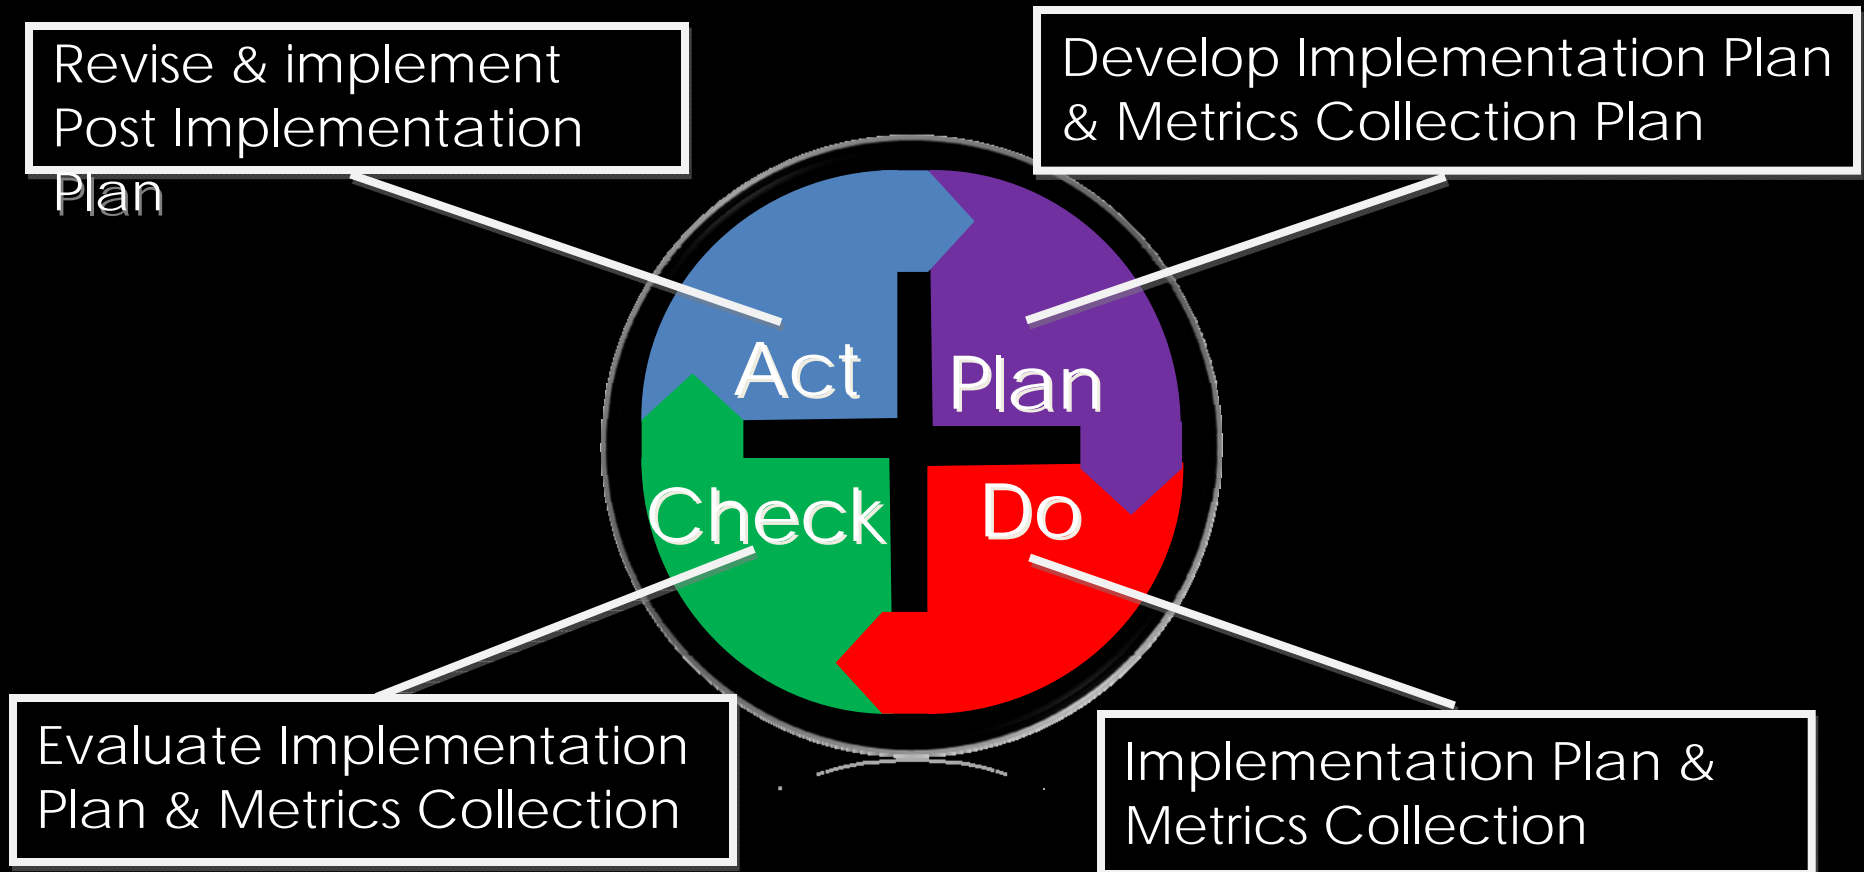 Revise & implement
Post Implementation
Plan
Develop Implementation Plan
& Metrics Collection Plan
Act
Plan
Check
Do
Evaluate Implementation
Plan & Metrics Collection
Implementation Plan &
Metrics Collection